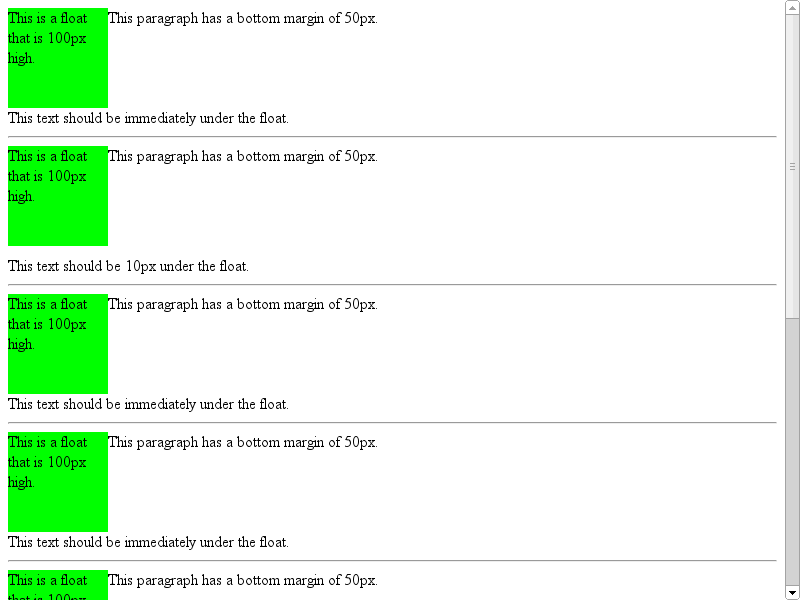 This is a float
that is 100px
high.
This paragraph has a bottom margin of 50px.
This text should be immediately under the float.
This is a float
that is 100px
high.
This paragraph has a bottom margin of 50px.
This text should be 10px under the float.
This is a float
that is 100px
high.
This paragraph has a bottom margin of 50px.
This text should be immediately under the float.
This is a float
that is 100px
high.
This paragraph has a bottom margin of 50px.
This text should be immediately under the float.
This is a float
that is 100px
This paragraph has a bottom margin of 50px.